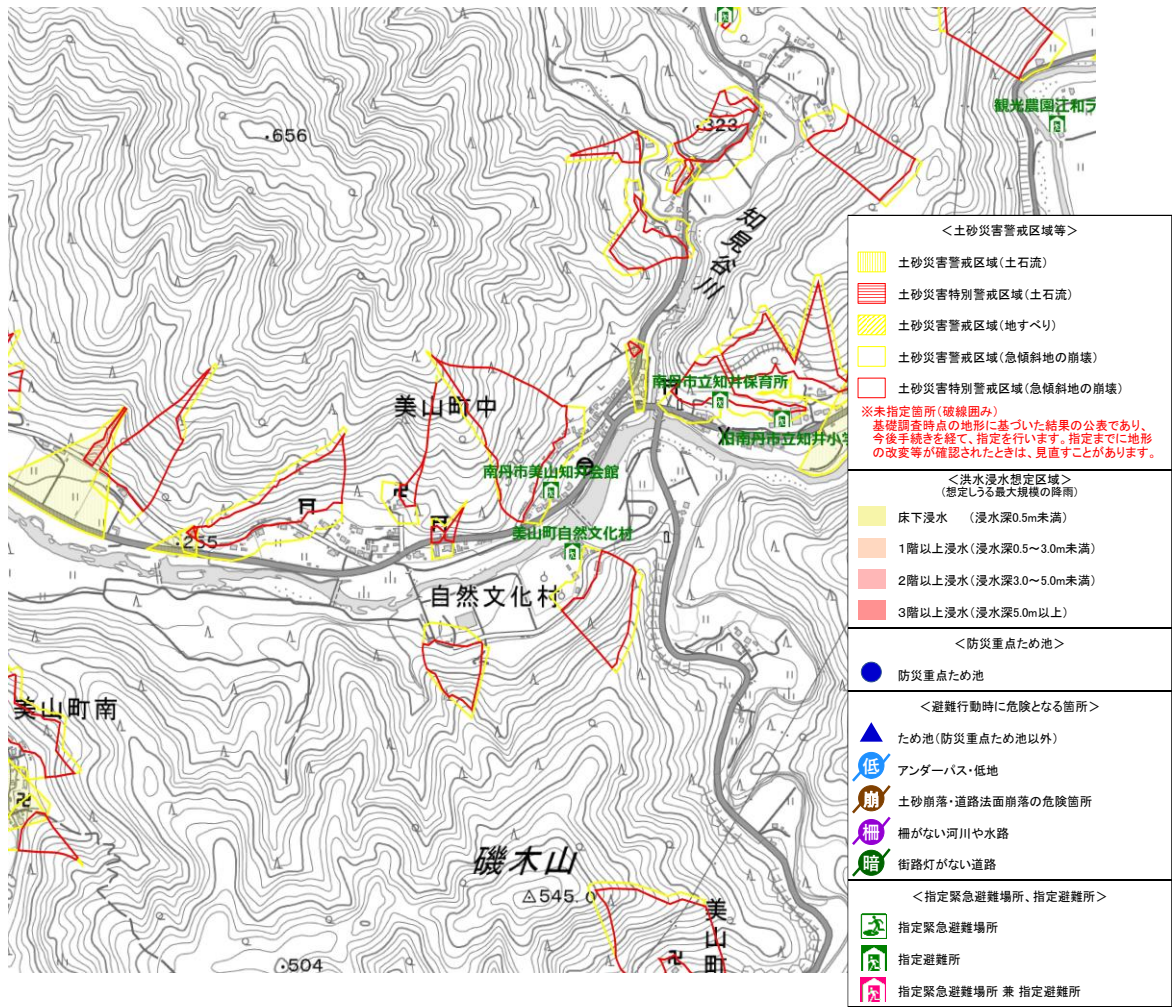 ・656
・323
観光農園江和ラ
知見谷川
南丹市立知井保育所
旧南丹市立知井小学
美山町中
南丹市美山知井会館
美山町自然文化村
・255
自然文化村
美山町南
磯木山
△545.0
・504
美山町
＜土砂災害警戒区域等＞
土砂災害警戒区域(土石流)
土砂災害特別警戒区域(土石流)
土砂災害警戒区域(地すべり)
土砂災害警戒区域(急傾斜地の崩壊)
土砂災害特別警戒区域(急傾斜地の崩壊)
※未指定箇所(破線囲み)
基礎調査時点の地形に基づいた結果の公表であり、
今後手続きを経て、指定を行います。指定までに地形
の改変等が確認されたときは、見直すことがあります。
＜洪水浸水想定区域＞
(想定しうる最大規模の降雨)
床下浸水　(浸水深0.5m未満)
1階以上浸水(浸水深0.5～3.0m未満)
2階以上浸水(浸水深3.0～5.0m未満)
3階以上浸水(浸水深5.0m以上)
＜防災重点ため池＞
防災重点ため池
＜避難行動時に危険となる箇所＞
ため池(防災重点ため池以外)
低 アンダーパス・低地
崩 土砂崩落・道路法面崩落の危険箇所
柵 柵がない河川や水路
暗 街路灯がない道路
＜指定緊急避難場所、指定避難所＞
指定緊急避難場所
指定避難所
指定緊急避難場所 兼 指定避難所